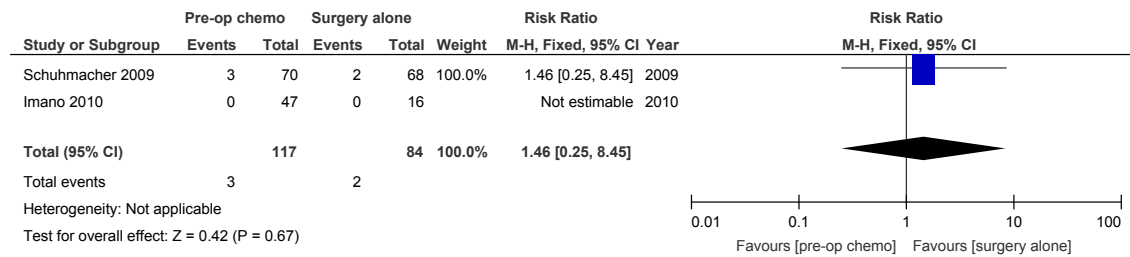 Pre-op chemo Surgery alone Risk Ratio Risk Ratio
Study or Subgroup Events Total Events Total Weight M-H, Fixed, 95% CI Year M-H, Fixed, 95% CI
Schuhmacher 2009 3 70 2 68 100.0% 1.46 [0.25, 8.45] 2009
Imano 2010 0 47 0 16 Not estimable 2010
Total (95% CI) 117 84 100.0% 1.46 [0.25, 8.45]
Total events 3 2
Heterogeneity: Not applicable
Test for overall effect: Z = 0.42 (P = 0.67)
0.01 0.1 1 10 100
Favours [pre-op chemo] Favours [surgery alone]